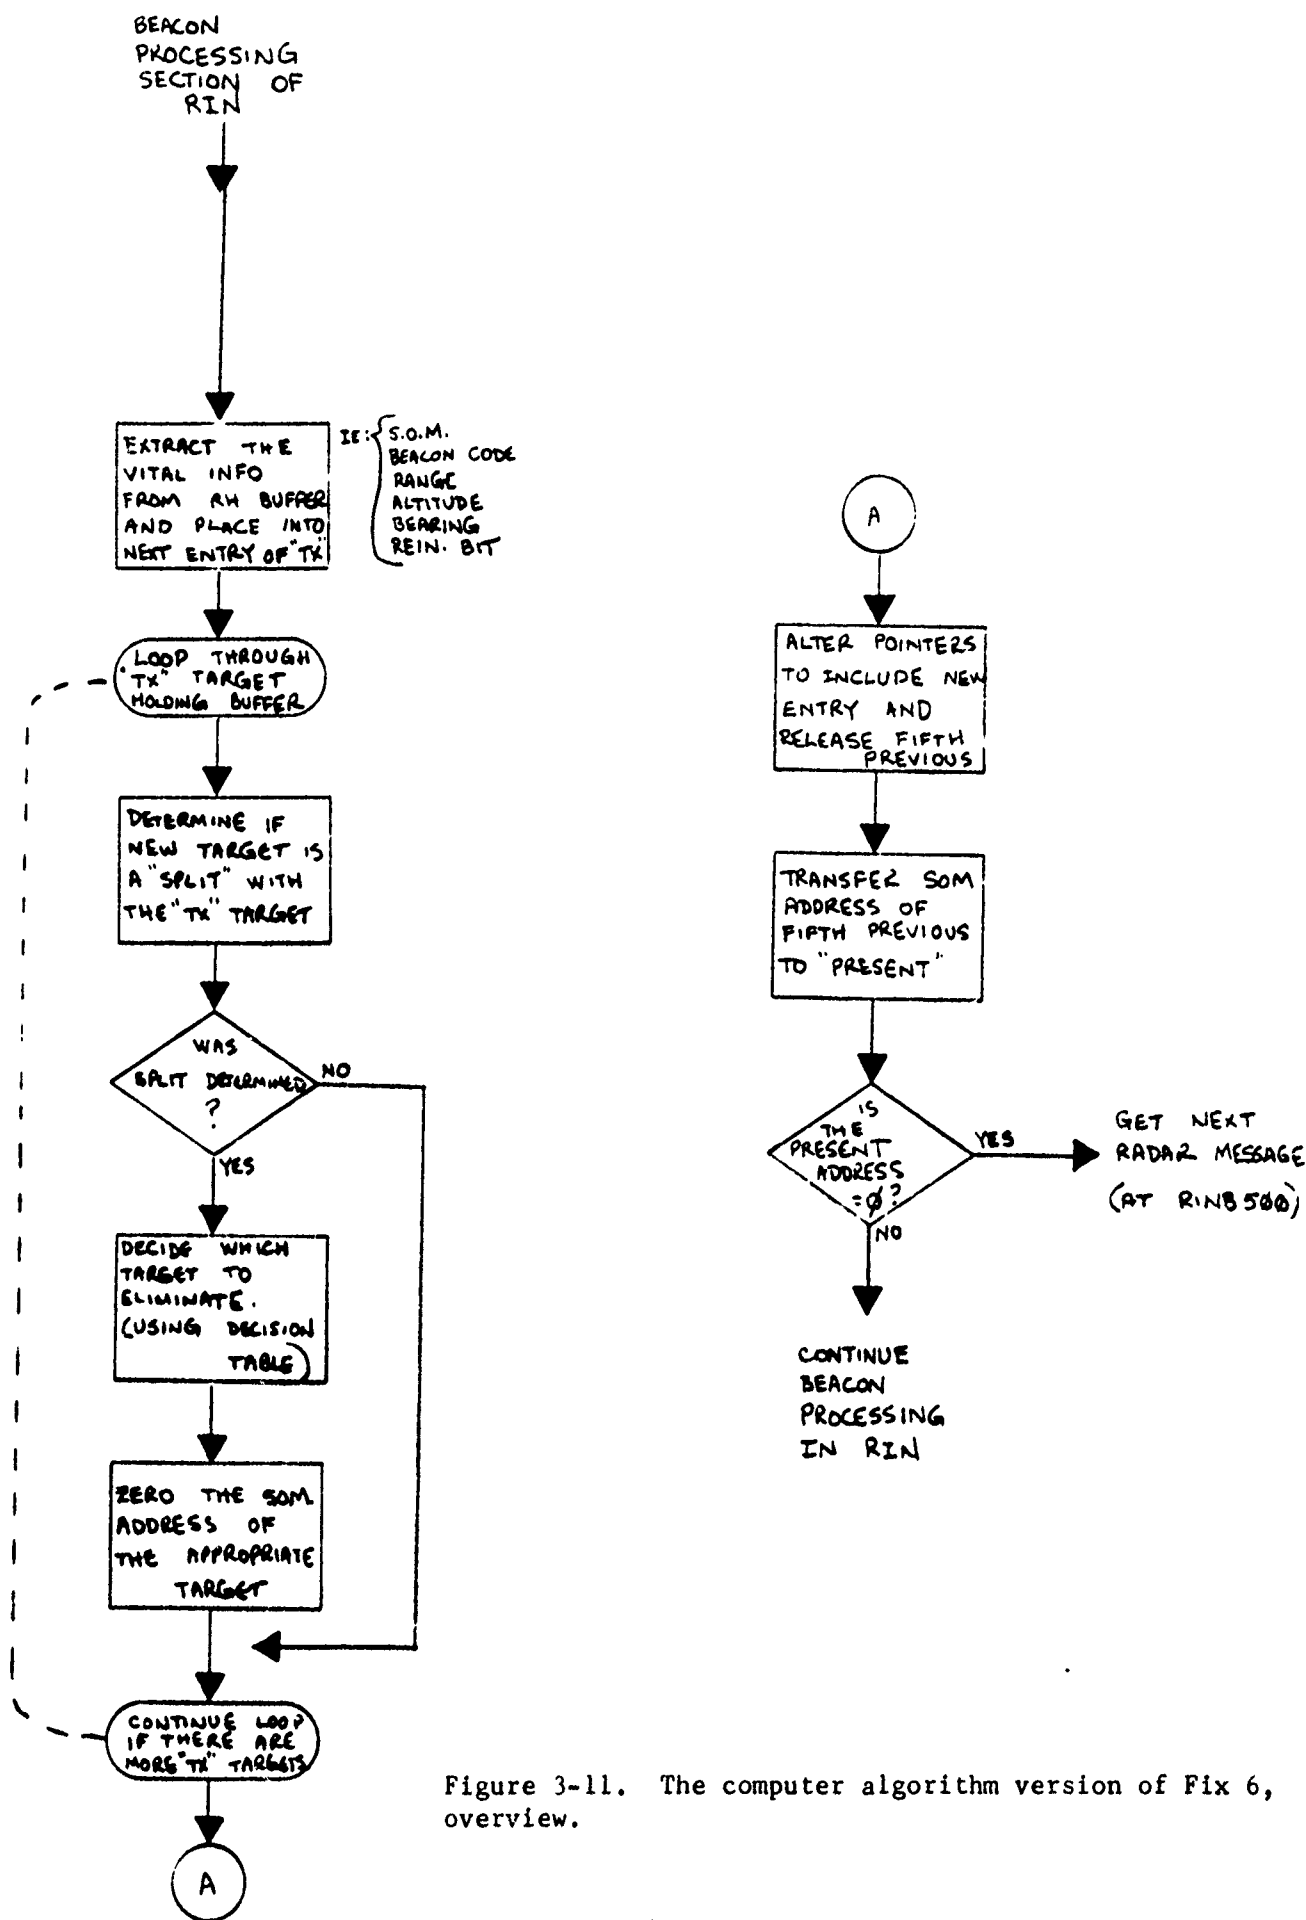 BEACON
PROCESSING
SECTION OF
RIN
EXTRACT THE
VITAL INFO
FROM RH BUFFER
AND PLACE INTO
NEXT ENTRY OF "TX"
IE: S.O.M.
BEACON CODE
RANGE
ALTITUDE
BEARING
REIN. BIT
LOOP THROUGH
"TX" TARGET
HOLDING BUFFER
DETERMINE IF
NEW TARGET IS
A "SPLIT" WITH
THE "TX" TARGET
WAS
SPLIT DETERMINED
?
NO
YES
DECIDE WHICH
TARGET TO
ELIMINATE.
(USING DECISION
TABLE)
ZERO THE SOM
ADDRESS OF
THE APPROPRIATE
TARGET
CONTINUE LOOP
IF THERE ARE
MORE "TX" TARGETS
A
A
ALTER POINTERS
TO INCLUDE NEW
ENTRY AND
RELEASE FIFTH
PREVIOUS
TRANSFER SOM
ADDRESS OF
FIFTH PREVIOUS
TO "PRESENT"
IS
THE
PRESENT
ADDRESS
=Ø?
YES
GET NEXT
RADAR MESSAGE
(AT RINB5ØØ)
NO
CONTINUE
BEACON
PROCESSING
IN RIN
Figure 3-11. The computer algorithm version of Fix 6,
overview.